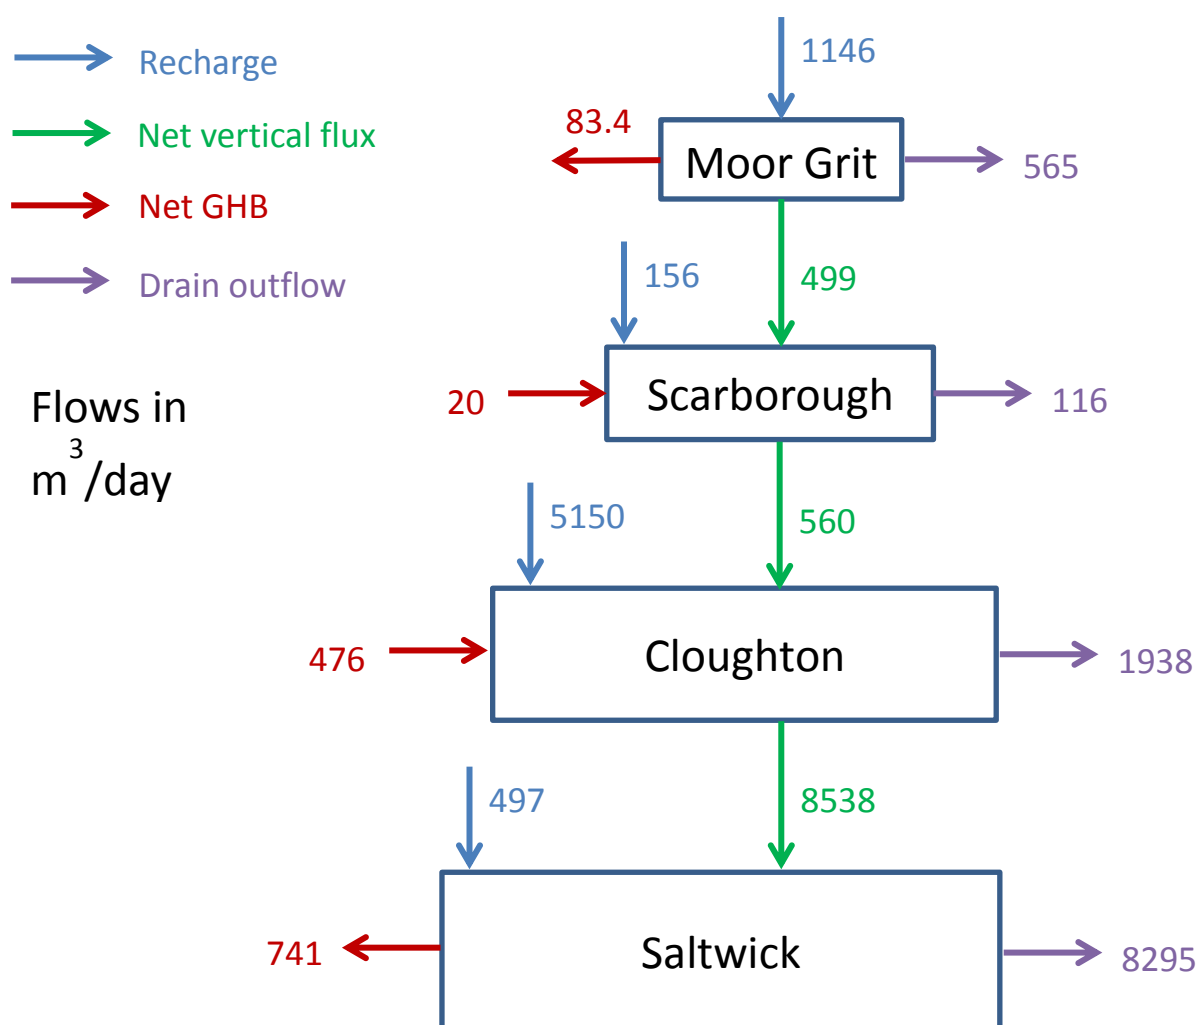 Recharge
Net vertical flux
Net GHB
Drain outflow
Flows in
m³/day
1146
83.4
Moor Grit
565
156
499
20
Scarborough
116
5150
560
476
Cloughton
1938
497
8538
741
Saltwick
8295